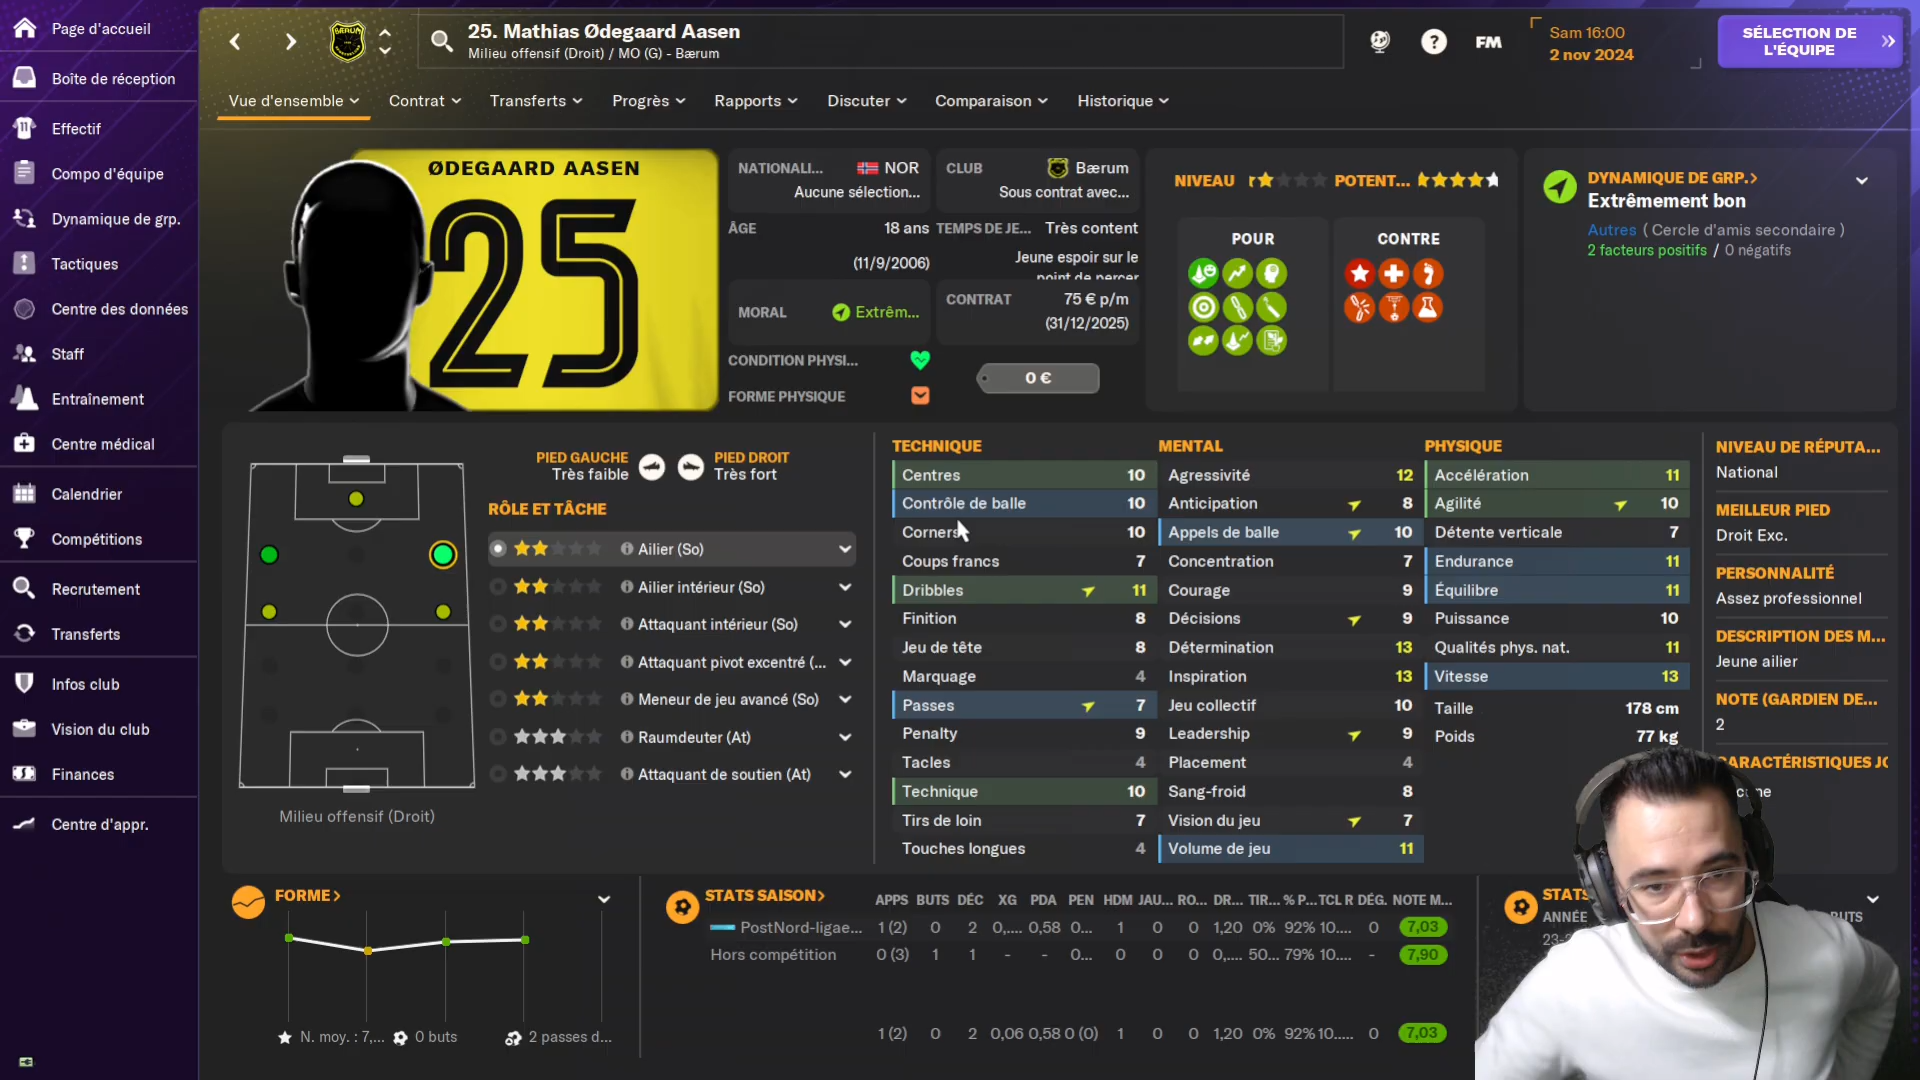 Page d'accueil
Boîte de réception
Effectif
Compo d'équipe
Dynamique de grp.
Tactiques
Centre des données
Staff
Entraînement
Centre médical
Calendrier
Compétitions
Recrutement
Transferts
Infos club
Vision du club
Finances
Centre d'appr.
25. Mathias Ødegaard Aasen
Milieu offensif (Droit) / MO (G) - Bærum
FM
Sam 16:00
2 nov 2024
SÉLECTION DE
L'ÉQUIPE
Vue d'ensemble
Contrat
Transferts
Progrès
Rapports
Discuter
Comparaison
Historique
ØDEGAARD AASEN
25
NATIONALI... NOR
Aucune sélection...
CLUB Bærum
Sous contrat avec...
ÂGE 18 ans
(11/9/2006)
TEMPS DE JE... Très content
Jeune espoir sur le
point de percer
MORAL Extrêm...
CONTRAT 75 € p/m
(31/12/2025)
CONDITION PHYSI...
FORME PHYSIQUE
0 €
NIVEAU
POTENT...
POUR
CONTRE
DYNAMIQUE DE GRP.>
Extrêmement bon
Autres ( Cercle d'amis secondaire )
2 facteurs positifs / 0 négatifs
Milieu offensif (Droit)
PIED GAUCHE
Très faible
PIED DROIT
Très fort
RÔLE ET TÂCHE
Ailier (So)
Ailier intérieur (So)
Attaquant intérieur (So)
Attaquant pivot excentré (...
Meneur de jeu avancé (So)
Raumdeuter (At)
Attaquant de soutien (At)
TECHNIQUE
Centres 10
Contrôle de balle 10
Corners 10
Coups francs 7
Dribbles 11
Finition 8
Jeu de tête 8
Marquage 4
Passes 7
Penalty 9
Tacles 4
Technique 10
Tirs de loin 7
Touches longues 4
MENTAL
Agressivité 12
Anticipation 8
Appels de balle 10
Concentration 7
Courage 9
Décisions 9
Détermination 13
Inspiration 13
Jeu collectif 10
Leadership 9
Placement 4
Sang-froid 8
Vision du jeu 7
Volume de jeu 11
PHYSIQUE
Accélération 11
Agilité 10
Détente verticale 7
Endurance 11
Équilibre 11
Puissance 10
Qualités phys. nat. 11
Vitesse 13
Taille 178 cm
Poids 77 kg
NIVEAU DE RÉPUTA...
National
MEILLEUR PIED
Droit Exc.
PERSONNALITÉ
Assez professionnel
DESCRIPTION DES M...
Jeune ailier
NOTE (GARDIEN DE...
2
CARACTÉRISTIQUES JO
FORME>
N. moy. : 7,...
0 buts
2 passes d...
STATS SAISON>
APPS BUTS DÉC XG PDA PEN HDM JAU... RO... DR... TIR... % P... TCL R DÉG. NOTE M...
PostNord-ligae... 1 (2) 0 2 0,... 0,58 0... 1 0 0 1,20 0% 92% 10.... 0 7,03
Hors compétition 0 (3) 1 1 - - 0... 0 0 0 0,... 50... 79% 10.... - 7,90
1 (2) 0 2 0,06 0,58 0 (0) 1 0 0 1,20 0% 92% 10..... 0 7,03
STATS
ANNÉE
BUTS